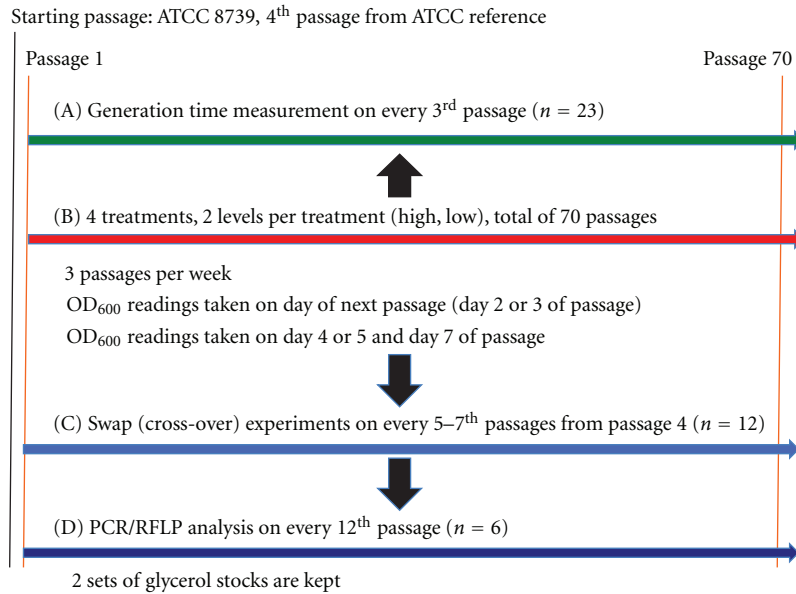 Starting passage: ATCC 8739, 4th passage from ATCC reference
Passage 1
Passage 70
(A) Generation time measurement on every 3rd passage (n = 23)
(B) 4 treatments, 2 levels per treatment (high, low), total of 70 passages
3 passages per week
OD600 readings taken on day of next passage (day 2 or 3 of passage)
OD600 readings taken on day 4 or 5 and day 7 of passage
(C) Swap (cross-over) experiments on every 5–7th passages from passage 4 (n = 12)
(D) PCR/RFLP analysis on every 12th passage (n = 6)
2 sets of glycerol stocks are kept